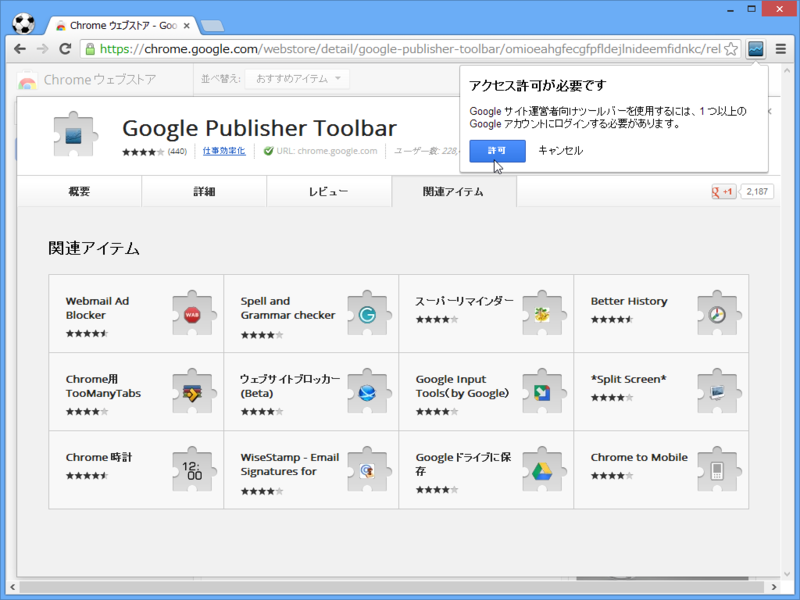 Chrome ウェブストア - Goo
https://chrome.google.com/webstore/detail/google-publisher-toolbar/omioeahgfecgfpfldejlnideemfidnkc/rel
Chrome ウェブストア
並べ替え:
おすすめアイテム
アクセス許可が必要です
Google サイト運営者向けツールバーを使用するには、1 つ以上の
Google アカウントにログインする必要があります。
許可
キャンセル
Google Publisher Toolbar
(440)
仕事効率化
URL: chrome.google.com
ユーザー数: 228,
概要
詳細
レビュー
関連アイテム
+1
2,187
関連アイテム
Webmail Ad
Blocker
WAB
Spell and
Grammar checker
スーパーリマインダー
Better History
Chrome用
TooManyTabs
ウェブサイトブロッカー
(Beta)
Google Input
Tools(by Google)
*Split Screen*
Chrome 時計
12:
00
WiseStamp - Email
Signatures for
Googleドライブに保
存
Chrome to Mobile